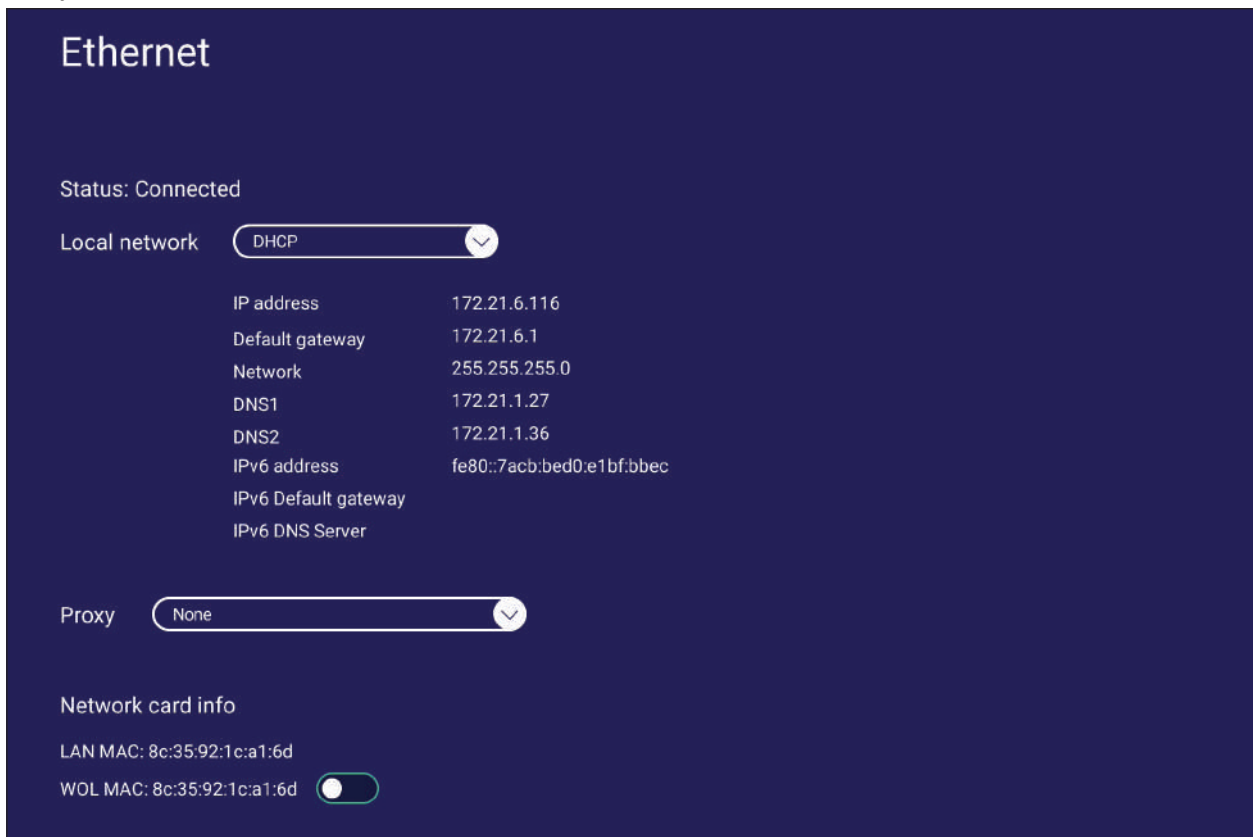 Ethernet
Status: Connected
Local network DHCP
IP address 172.21.6.116
Default gateway 172.21.6.1
Network 255.255.255.0
DNS1 172.21.1.27
DNS2 172.21.1.36
IPv6 address fe80::7acb:bed0:e1bf:bbec
IPv6 Default gateway
IPv6 DNS Server
Proxy None
Network card info
LAN MAC: 8c:35:92:1c:a1:6d
WOL MAC: 8c:35:92:1c:a1:6d